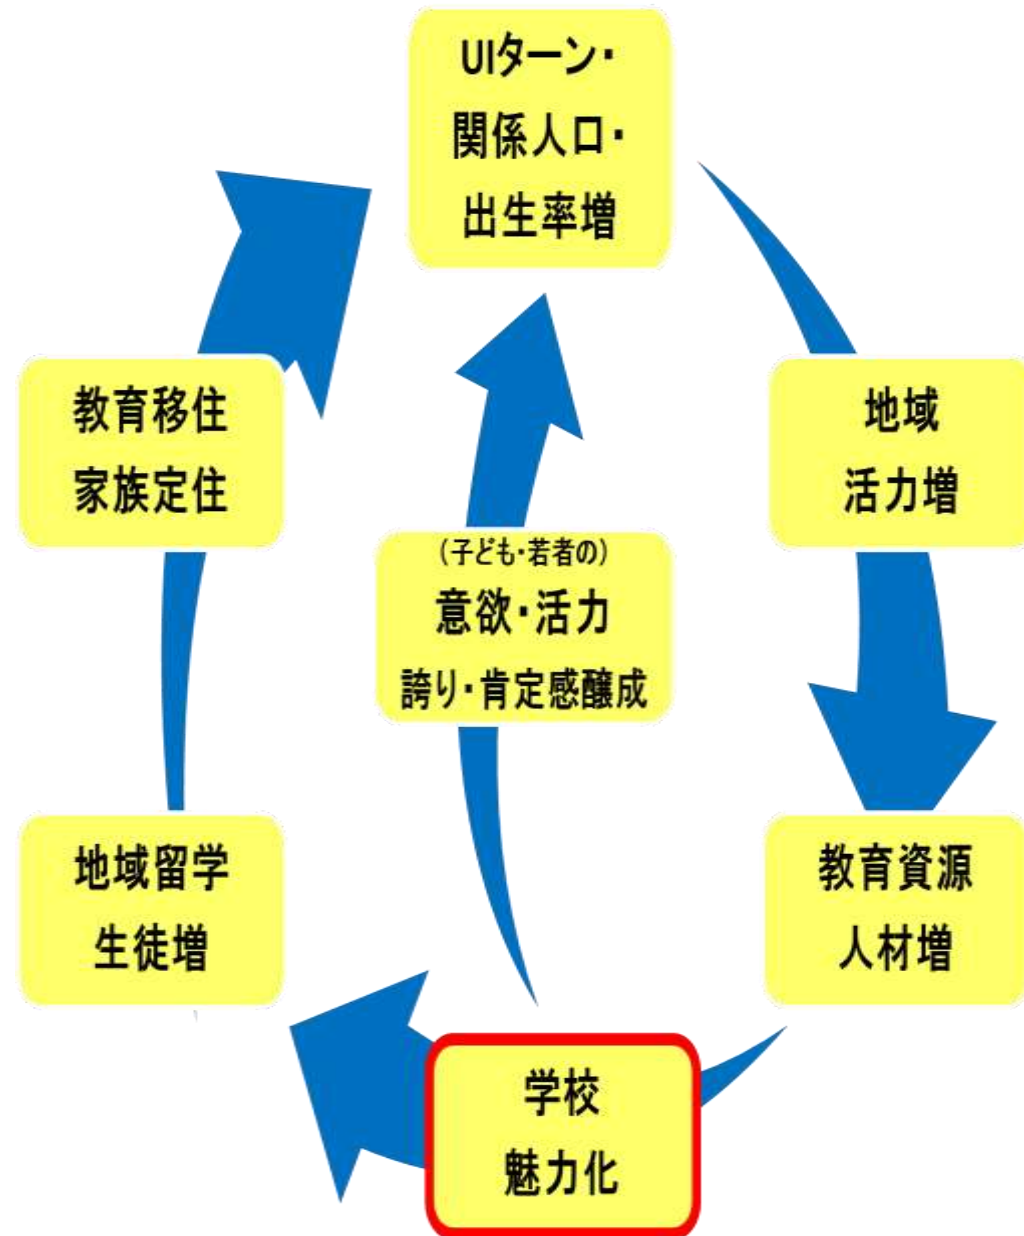 UIターン・
関係人口・
出生率増
地域
活力増
教育資源
人材増
学校
魅力化
地域留学
生徒増
教育移住
家族定住
(子ども・若者の)
意欲・活力
誇り・肯定感醸成